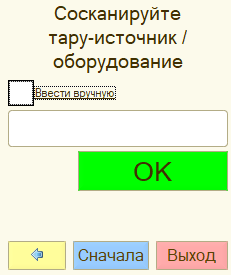 Сосканируйте
тару-источник /
оборудование
Ввести вручную
OK
Сначала
Выход